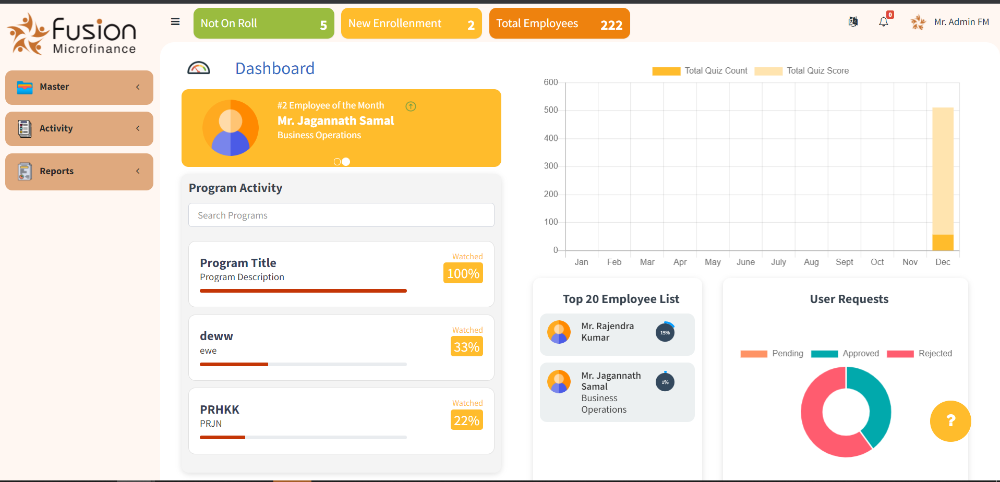 Fusion
Microfinance
Not On Roll
5
New Enrollenment
2
Total Employees
222
0
Mr. Admin FM
Master
Activity
Reports
Dashboard
#2 Employee of the Month
Mr. Jagannath Samal
Business Operations
Program Activity
Search Programs
Program Title
Program Description
Watched
100%
deww
ewe
Watched
33%
PRHKK
PRJN
Watched
22%
Total Quiz Count
Total Quiz Score
600
500
400
300
200
100
0
Jan Feb Mar Apr May June July Aug Sept Oct Nov Dec
Top 20 Employee List
Mr. Rajendra
Kumar
15%
Mr. Jagannath
Samal
Business
Operations
1%
User Requests
Pending Approved Rejected
?